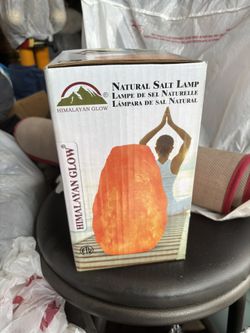 HIMALAYAN GLOW®
NATURAL SALT LAMP
LAMPE DE SEL NATURELLE
LÁMPARA DE SAL NATURAL
HIMALAYAN GLOW®